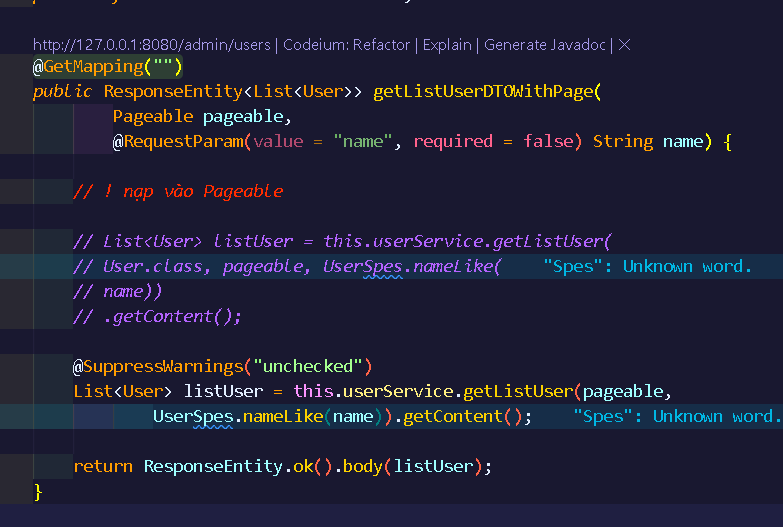 http://127.0.0.1:8080/admin/users | Codeium: Refactor | Explain | Generate Javadoc | ✕
@GetMapping("")
public ResponseEntity<List<User>> getListUserDTOWithPage(
Pageable pageable,
@RequestParam(value = "name", required = false) String name) {
// ! nạp vào Pageable
// List<User> listUser = this.userService.getListUser(
// User.class, pageable, UserSpes.nameLike( "Spes": Unknown word.
// name))
// .getContent();
@SuppressWarnings("unchecked")
List<User> listUser = this.userService.getListUser(pageable,
UserSpes.nameLike(name)).getContent(); "Spes": Unknown word.
return ResponseEntity.ok().body(listUser);
}